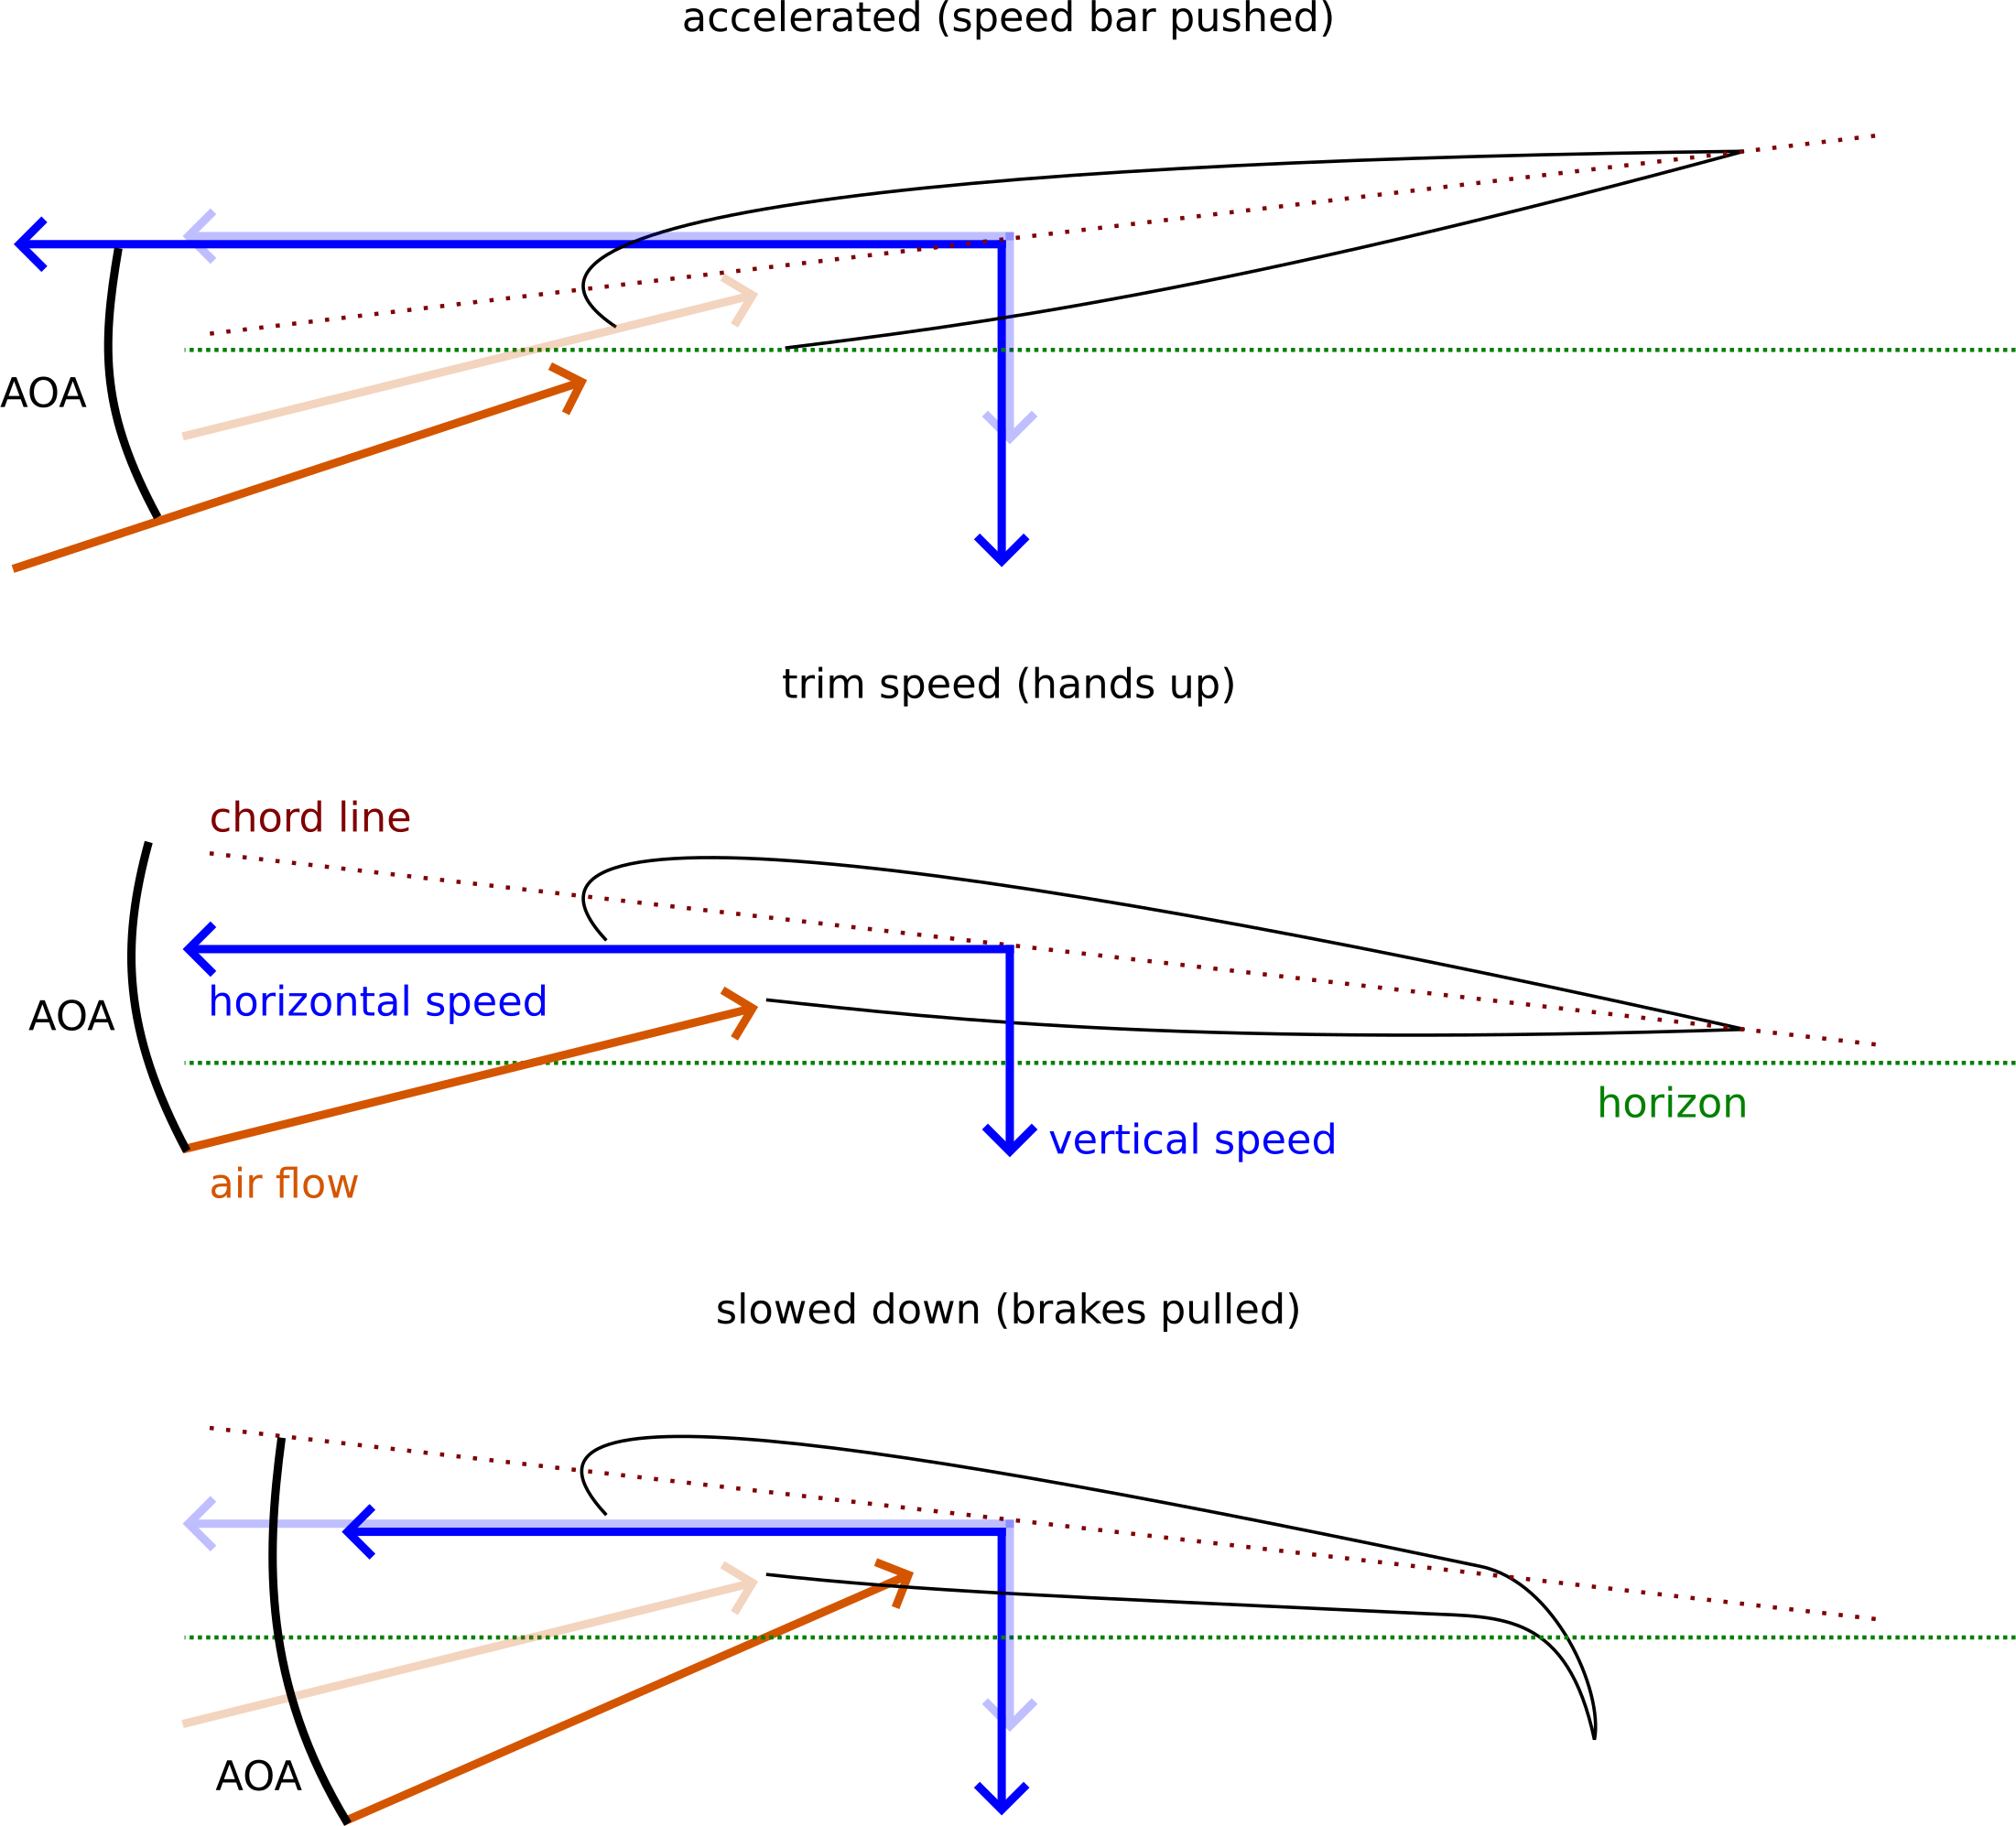 accelerated (speed bar pushed)
AOA
trim speed (hands up)
chord line
horizontal speed
AOA
horizon
vertical speed
air flow
slowed down (brakes pulled)
AOA